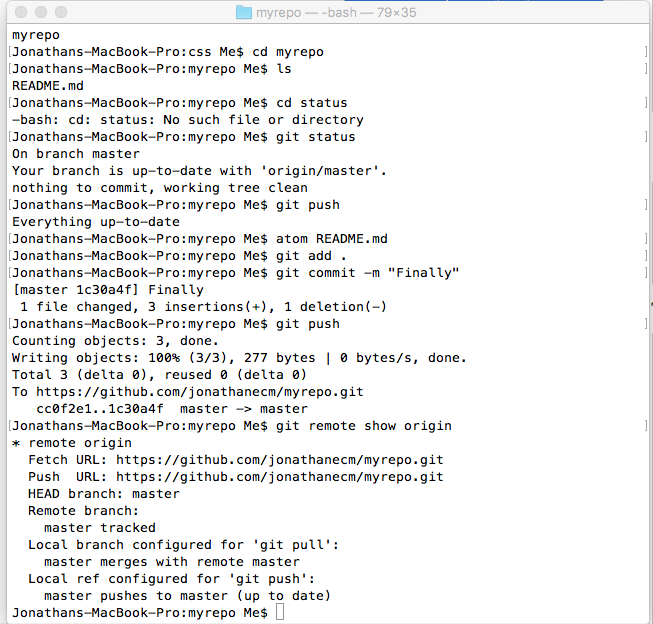 myrepo — -bash — 79×35
myrepo
[Jonathans-MacBook-Pro:css Me$ cd myrepo ]
[Jonathans-MacBook-Pro:myrepo Me$ ls ]
README.md
[Jonathans-MacBook-Pro:myrepo Me$ cd status ]
-bash: cd: status: No such file or directory
[Jonathans-MacBook-Pro:myrepo Me$ git status ]
On branch master
Your branch is up-to-date with 'origin/master'.
nothing to commit, working tree clean
[Jonathans-MacBook-Pro:myrepo Me$ git push ]
Everything up-to-date
[Jonathans-MacBook-Pro:myrepo Me$ atom README.md ]
[Jonathans-MacBook-Pro:myrepo Me$ git add . ]
[Jonathans-MacBook-Pro:myrepo Me$ git commit -m "Finally" ]
[master 1c30a4f] Finally
 1 file changed, 3 insertions(+), 1 deletion(-)
[Jonathans-MacBook-Pro:myrepo Me$ git push ]
Counting objects: 3, done.
Writing objects: 100% (3/3), 277 bytes | 0 bytes/s, done.
Total 3 (delta 0), reused 0 (delta 0)
To https://github.com/jonathanecm/myrepo.git
   cc0f2e1..1c30a4f  master -> master
[Jonathans-MacBook-Pro:myrepo Me$ git remote show origin ]
* remote origin
  Fetch URL: https://github.com/jonathanecm/myrepo.git
  Push  URL: https://github.com/jonathanecm/myrepo.git
  HEAD branch: master
  Remote branch:
    master tracked
  Local branch configured for 'git pull':
    master merges with remote master
  Local ref configured for 'git push':
    master pushes to master (up to date)
Jonathans-MacBook-Pro:myrepo Me$